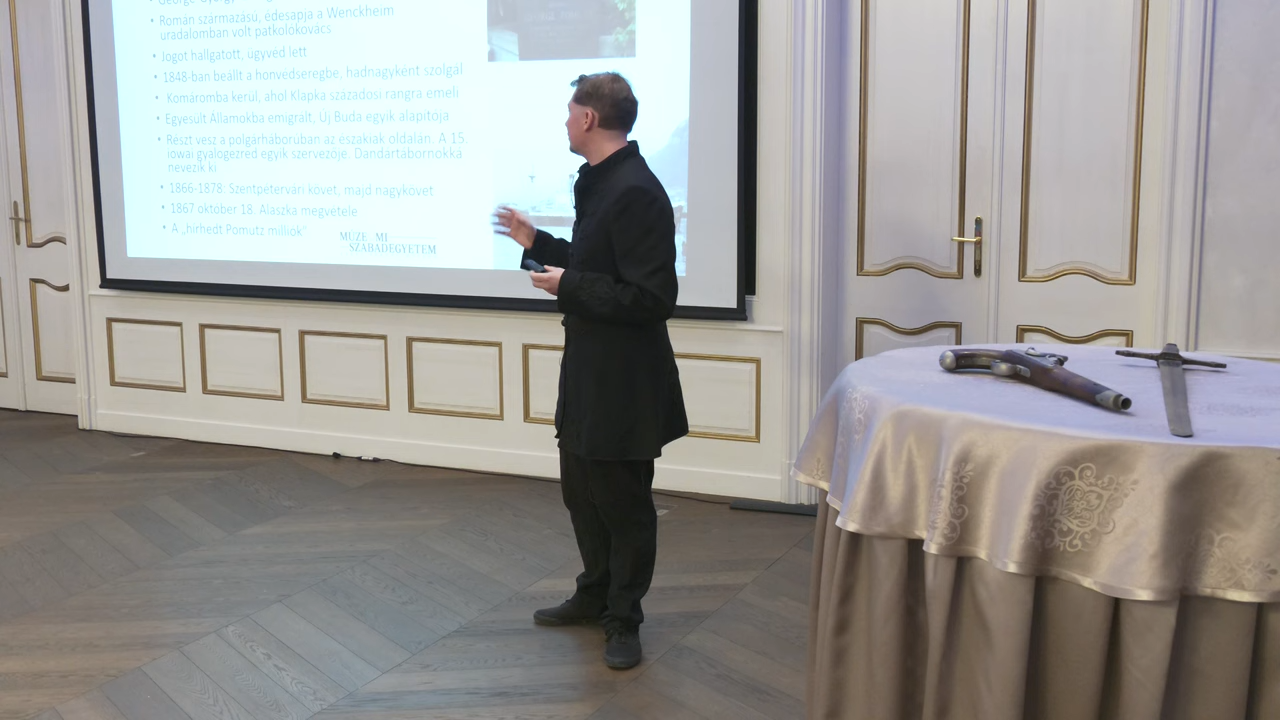 • Roman származású, édesapja a Wenckheim
uradalomban volt patkolókovács
• Jogot hallgatott, ügyvéd lett
• 1848-ban beállt a honvédseregbe, hadnagyként szolgál
• Komáromba kerül, ahol Klapka századosi rangra emeli
• Egyesült Államokba emigrált, Új Buda egyik alapítója
• Részt vesz a polgárháborúban az északiak oldalán. A 15.
iowai gyalogezred egyik szervezője. Dandártábornokká
nevezik ki
• 1866-1878: Szentpétervári követ, majd nagykövet
• 1867 október 18. Alaszka megvétele
• A „hírhedt Pomutz milliók"
MUZE MI
SZABADEGYETEM